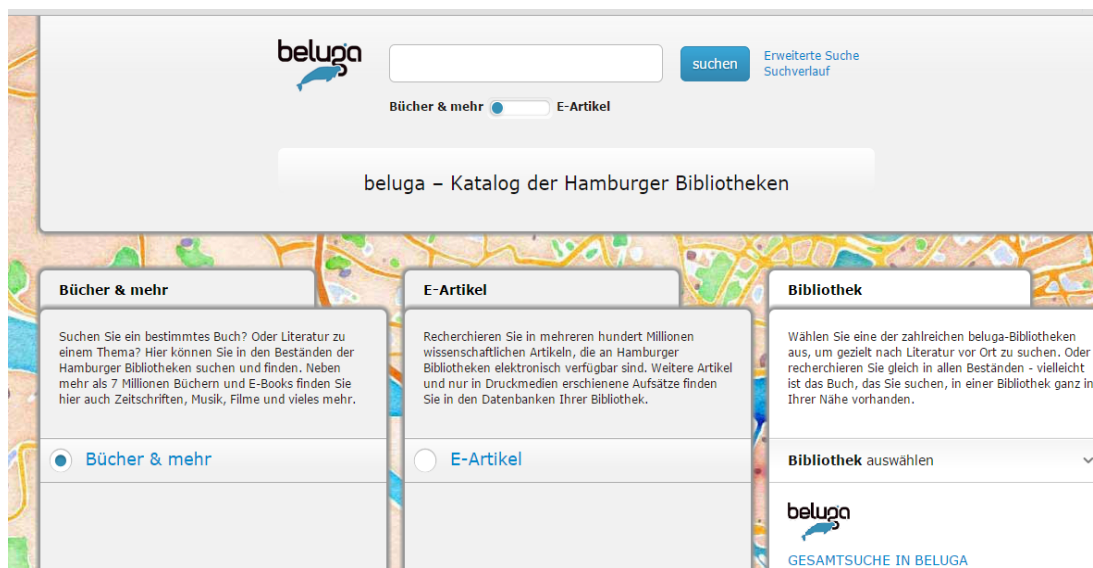 beluga
suchen
Erweiterte Suche
Suchverlauf
Bücher & mehr
E-Artikel
beluga – Katalog der Hamburger Bibliotheken
Bücher & mehr
Suchen Sie ein bestimmtes Buch? Oder Literatur zu
einem Thema? Hier können Sie in den Beständen der
Hamburger Bibliotheken suchen und finden. Neben
mehr als 7 Millionen Büchern und E-Books finden Sie
hier auch Zeitschriften, Musik, Filme und vieles mehr.
Bücher & mehr
E-Artikel
Recherchieren Sie in mehreren hundert Millionen
wissenschaftlichen Artikeln, die an Hamburger
Bibliotheken elektronisch verfügbar sind. Weitere Artikel
und nur in Druckmedien erschienene Aufsätze finden
Sie in den Datenbanken Ihrer Bibliothek.
E-Artikel
Bibliothek
Wählen Sie eine der zahlreichen beluga-Bibliotheken
aus, um gezielt nach Literatur vor Ort zu suchen. Oder
recherchieren Sie gleich in allen Beständen - vielleicht
ist das Buch, das Sie suchen, in einer Bibliothek ganz in
Ihrer Nähe vorhanden.
Bibliothek auswählen
beluga
GESAMTSUCHE IN BELUGA